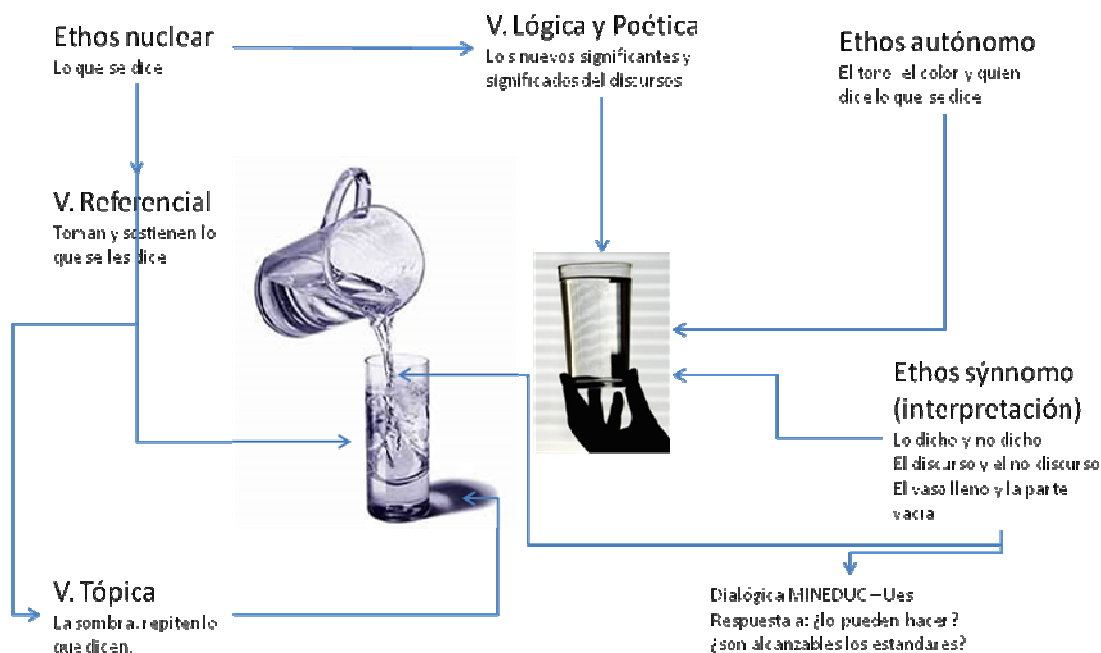 Ethos nuclear
Lo que se dice
V. Lógica y Poética
Los nuevos significantes y
significados del discursos
Ethos autónomo
El tono el color y quien
dice lo que se dice
V. Referencial
Toman y sostienen lo
que se les dice
Ethos sýnnomo
(interpretación)
Lo dicho y no dicho
El discurso y el no discurso
El vaso lleno y la parte
vacía
V. Tópica
La sombra. repiten lo
que dicen.
Dialógica MINEDUC – Ues
Respuesta a: ¿lo pueden hacer?
¿son alcanzables los estandares?